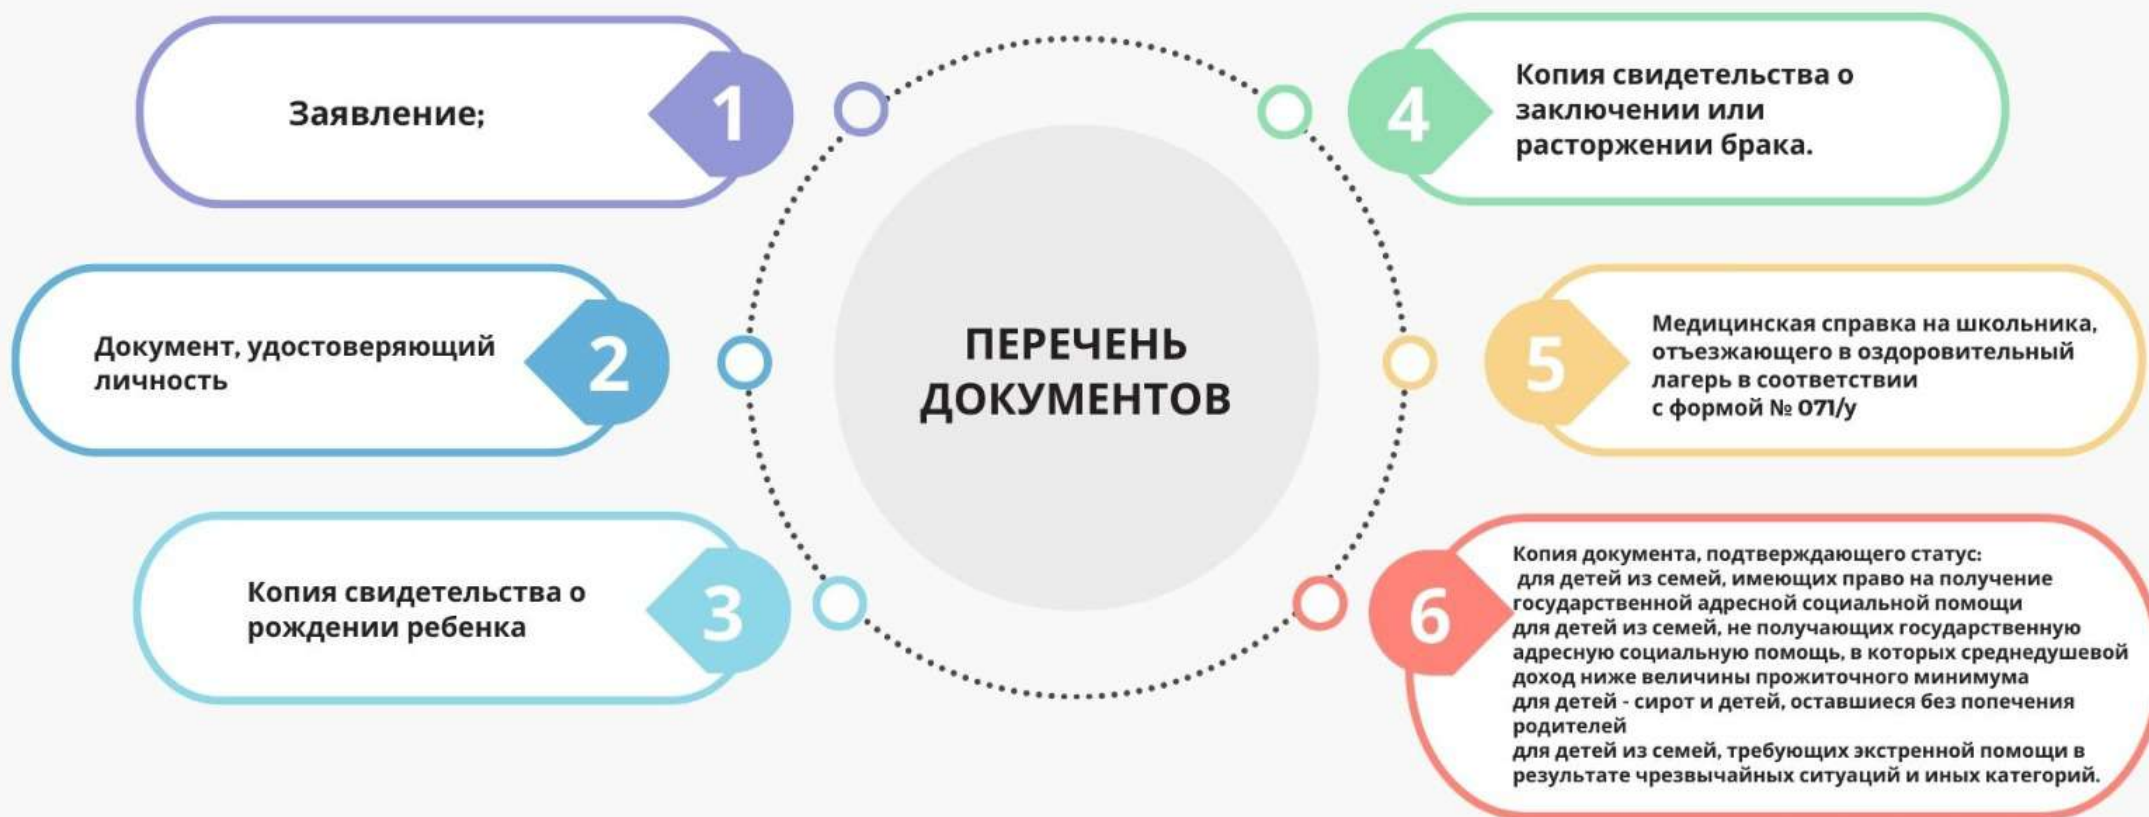 ПЕРЕЧЕНЬ
ДОКУМЕНТОВ
1
Заявление;
2
Документ, удостоверяющий
личность
3
Копия свидетельства о
рождении ребенка
4
Копия свидетельства о
заключении или
расторжении брака.
5
Медицинская справка на школьника,
отъезжающего в оздоровительный
лагерь в соответствии
с формой № 071/у
6
Копия документа, подтверждающего статус:
для детей из семей, имеющих право на получение
государственной адресной социальной помощи
для детей из семей, не получающих государственную
адресную социальную помощь, в которых среднедушевой
доход ниже величины прожиточного минимума
для детей - сирот и детей, оставшиеся без попечения
родителей
для детей из семей, требующих экстренной помощи в
результате чрезвычайных ситуаций и иных категорий.